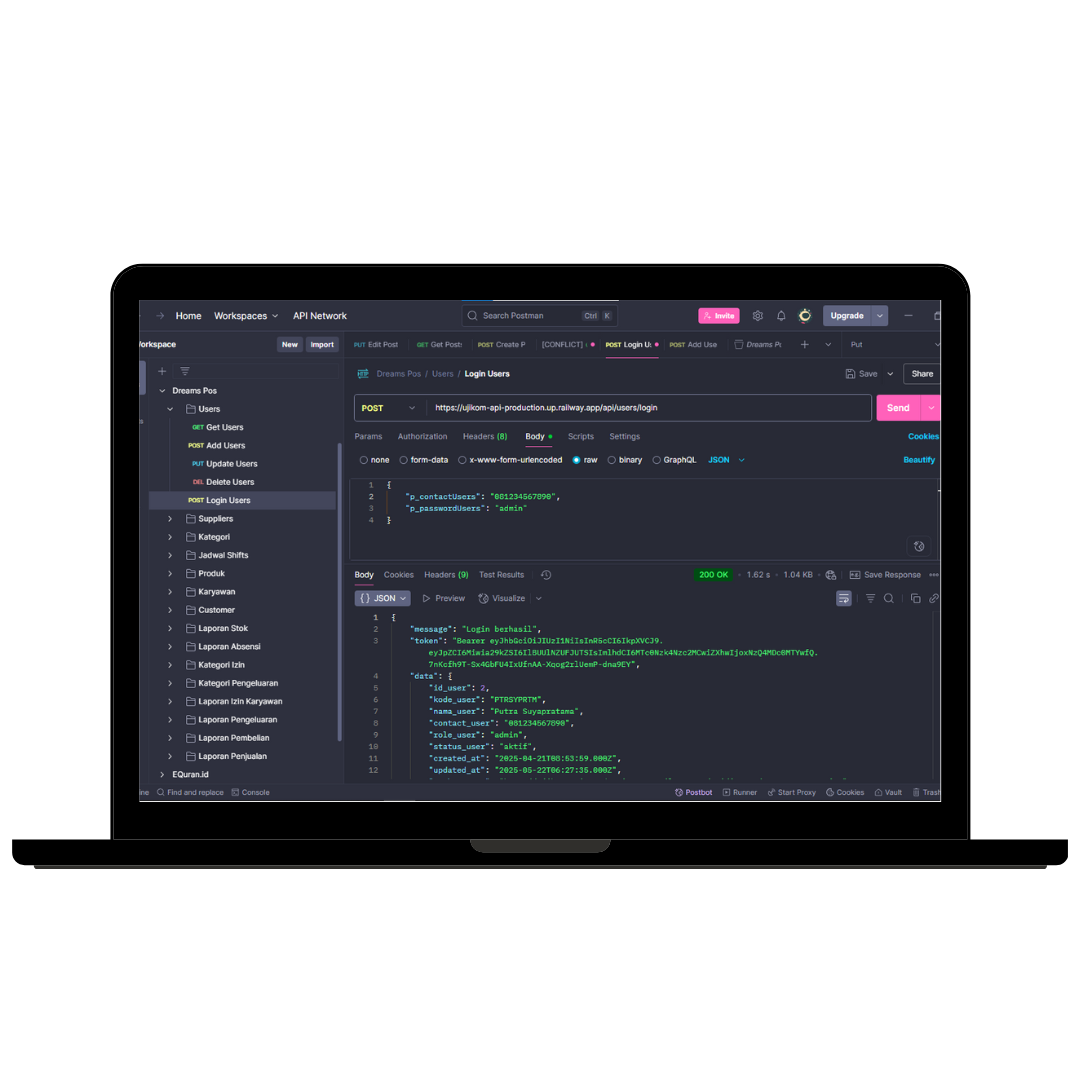 Home Workspaces API Network Search Postman Ctrl K Invite Upgrade
orkspace New Import PUT Edit Post GET Get Post: POST Create P [CONFLICT] POST Login U: POST Add Use Dreams P Put
Dreams Pos / Users / Login Users Save Share
Dreams Pos
Users
GET Get Users
POST Add Users
PUT Update Users
DEL Delete Users
POST Login Users
Suppliers
Kategori
Jadwal Shifts
Produk
Karyawan
Customer
Laporan Stok
Laporan Absensi
Kategori Izin
Kategori Pengeluaran
Laporan Izin Karyawan
Laporan Pengeluaran
Laporan Pembelian
Laporan Penjualan
EQuran.id
POST https://ujikom-api-production.up.railway.app/api/users/login Send
Params Authorization Headers (8) Body Scripts Settings Cookies
none form-data x-www-form-urlencoded raw binary GraphQL JSON Beautify
1 {
2 "p_contactUsers": "081234567890",
3 "p_passwordUsers": "admin"
4 }
Body Cookies Headers (9) Test Results 200 OK 1.62 s 1.04 KB Save Response
{} JSON Preview Visualize
1 {
2 "message": "Login berhasil",
3 "token": "Bearer
4 "data": {
5 "id_user": 2,
6 "kode_user": "PTRSYPRTM",
7 "nama_user": "Putra Suyapratama",
8 "contact_user": "081234567890",
9 "role_user": "admin",
10 "status_user": "aktif",
11 "created_at": "2025-04-21T08:53:59.000Z",
12 "updated_at": "2025-05-22T06:27:35.000Z",
ine Find and replace Console Postbot Runner Start Proxy Cookies Vault Trash